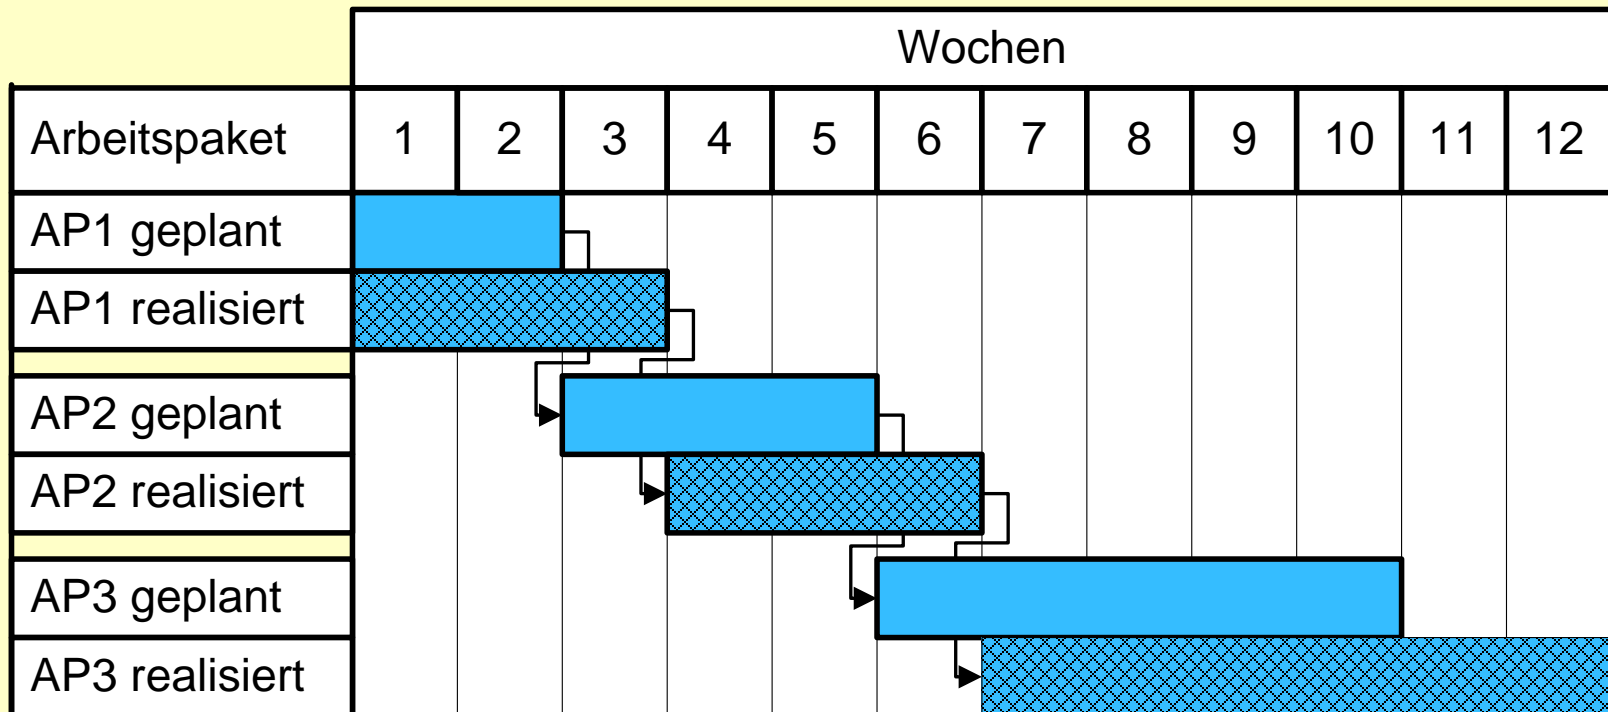 Wochen
Arbeitspaket 1 2 3 4 5 6 7 8 9 10 11 12
AP1 geplant
AP1 realisiert
AP2 geplant
AP2 realisiert
AP3 geplant
AP3 realisiert